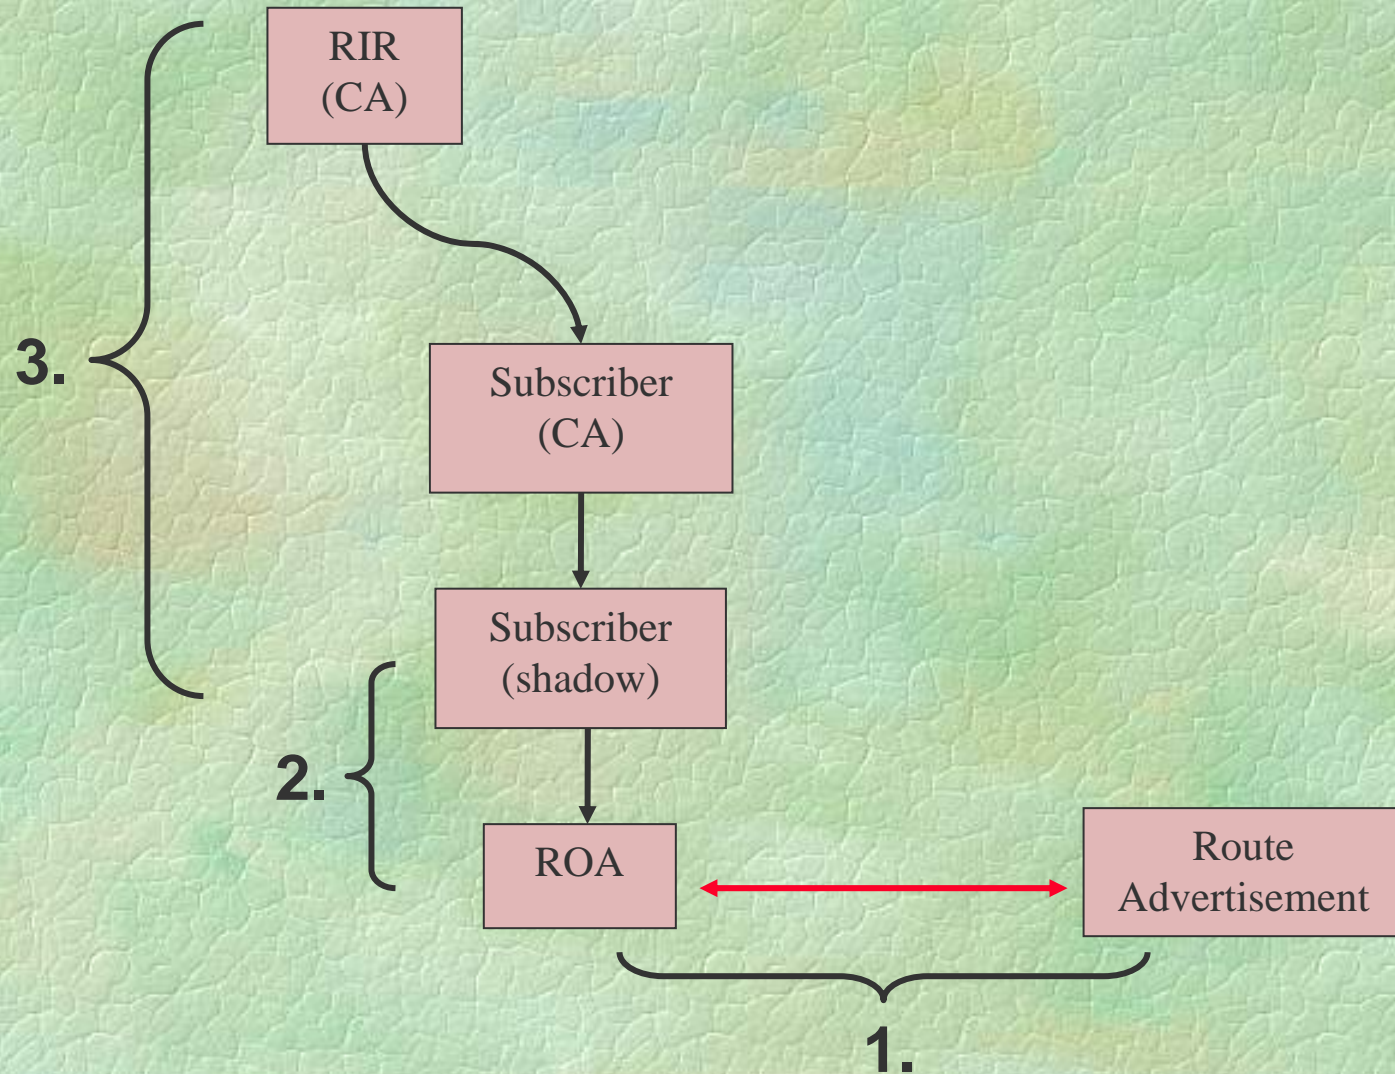 RIR
(CA)
3.
Subscriber
(CA)
Subscriber
(shadow)
2.
ROA
Route
Advertisement
1.